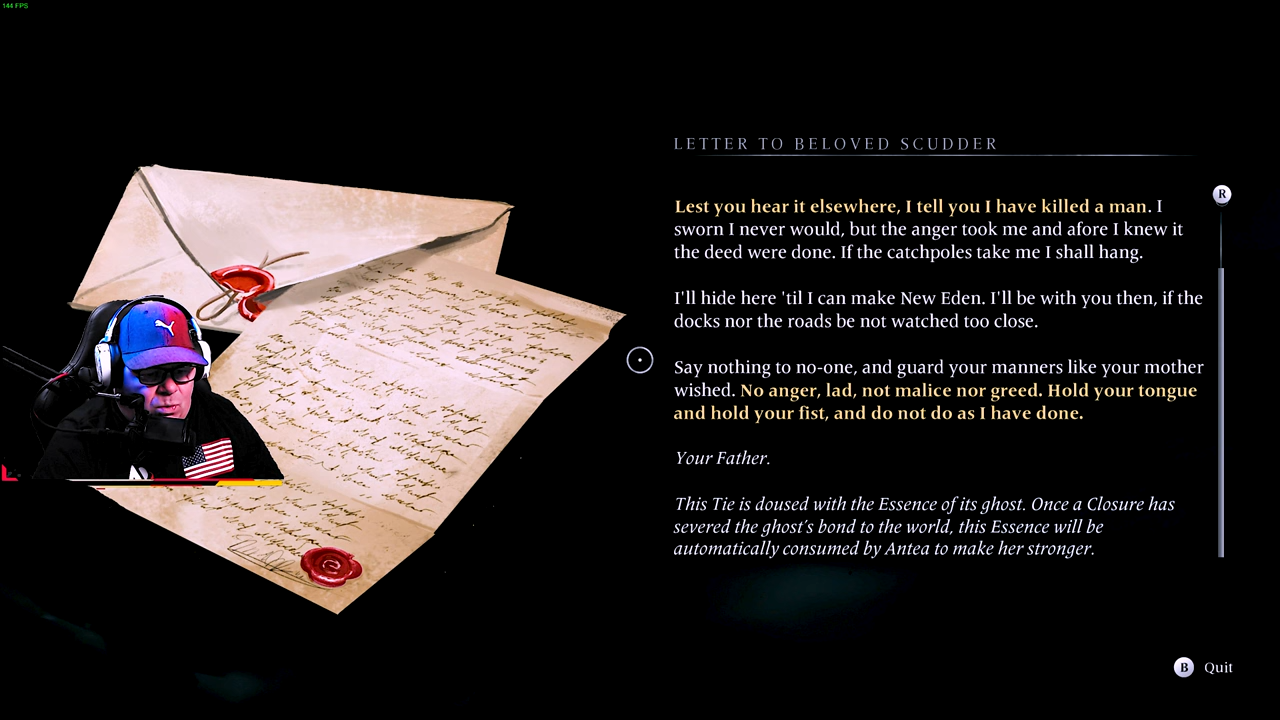 144 FPS
LETTER TO BELOVED SCUDDER
R
Lest you hear it elsewhere, I tell you I have killed a man. I
sworn I never would, but the anger took me and afore I knew it
the deed were done. If the catchpoles take me I shall hang.
I'll hide here 'til I can make New Eden. I'll be with you then, if the
docks nor the roads be not watched too close.
Say nothing to no-one, and guard your manners like your mother
wished. No anger, lad, not malice nor greed. Hold your tongue
and hold your fist, and do not do as I have done.
Your Father.
This Tie is doused with the Essence of its ghost. Once a Closure has
severed the ghost's bond to the world, this Essence will be
automatically consumed by Antea to make her stronger.
B Quit